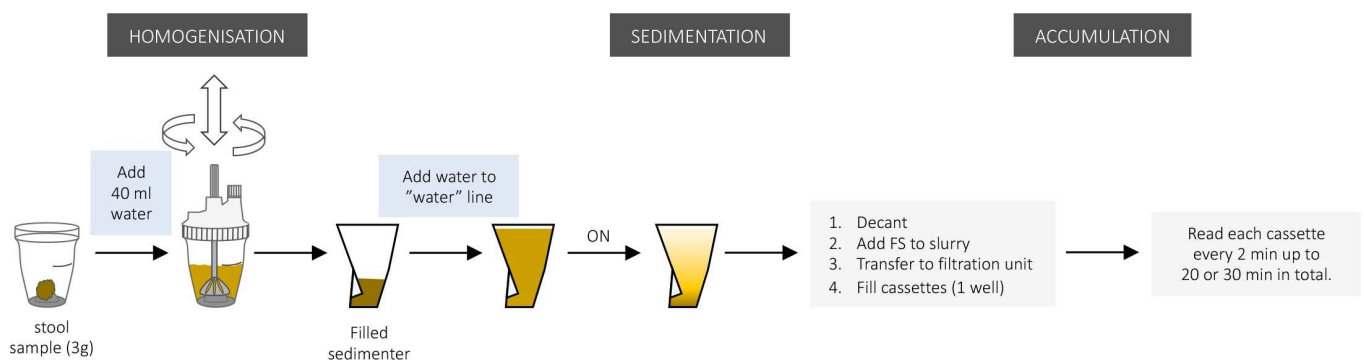 HOMOGENISATION
SEDIMENTATION
ACCUMULATION
Add
40 ml
water
Add water to
”water” line
ON
1. Decant
2. Add FS to slurry
3. Transfer to filtration unit
4. Fill cassettes (1 well)
Read each cassette
every 2 min up to
20 or 30 min in total.
stool
sample (3g)
Filled
sedimenter